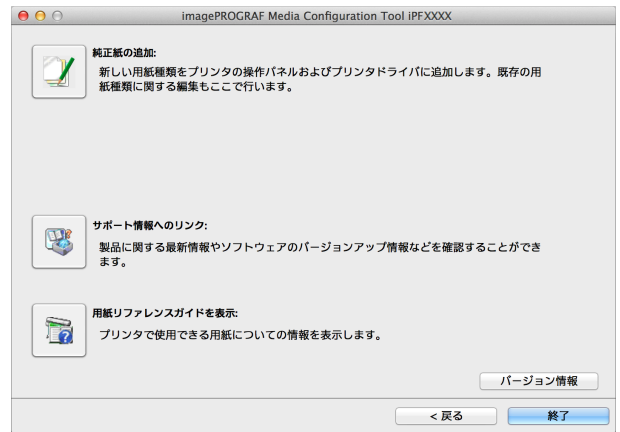 imagePROGRAF Media Configuration Tool iPFXXXX
純正紙の追加:
新しい用紙種類をプリンタの操作パネルおよびプリンタドライバに追加します。既存の用
紙種類に関する編集もここで行います。
サポート情報へのリンク:
製品に関する最新情報やソフトウェアのバージョンアップ情報などを確認することができ
ます。
用紙リファレンスガイドを表示:
プリンタで使用できる用紙についての情報を表示します。
バージョン情報
< 戻る
終了